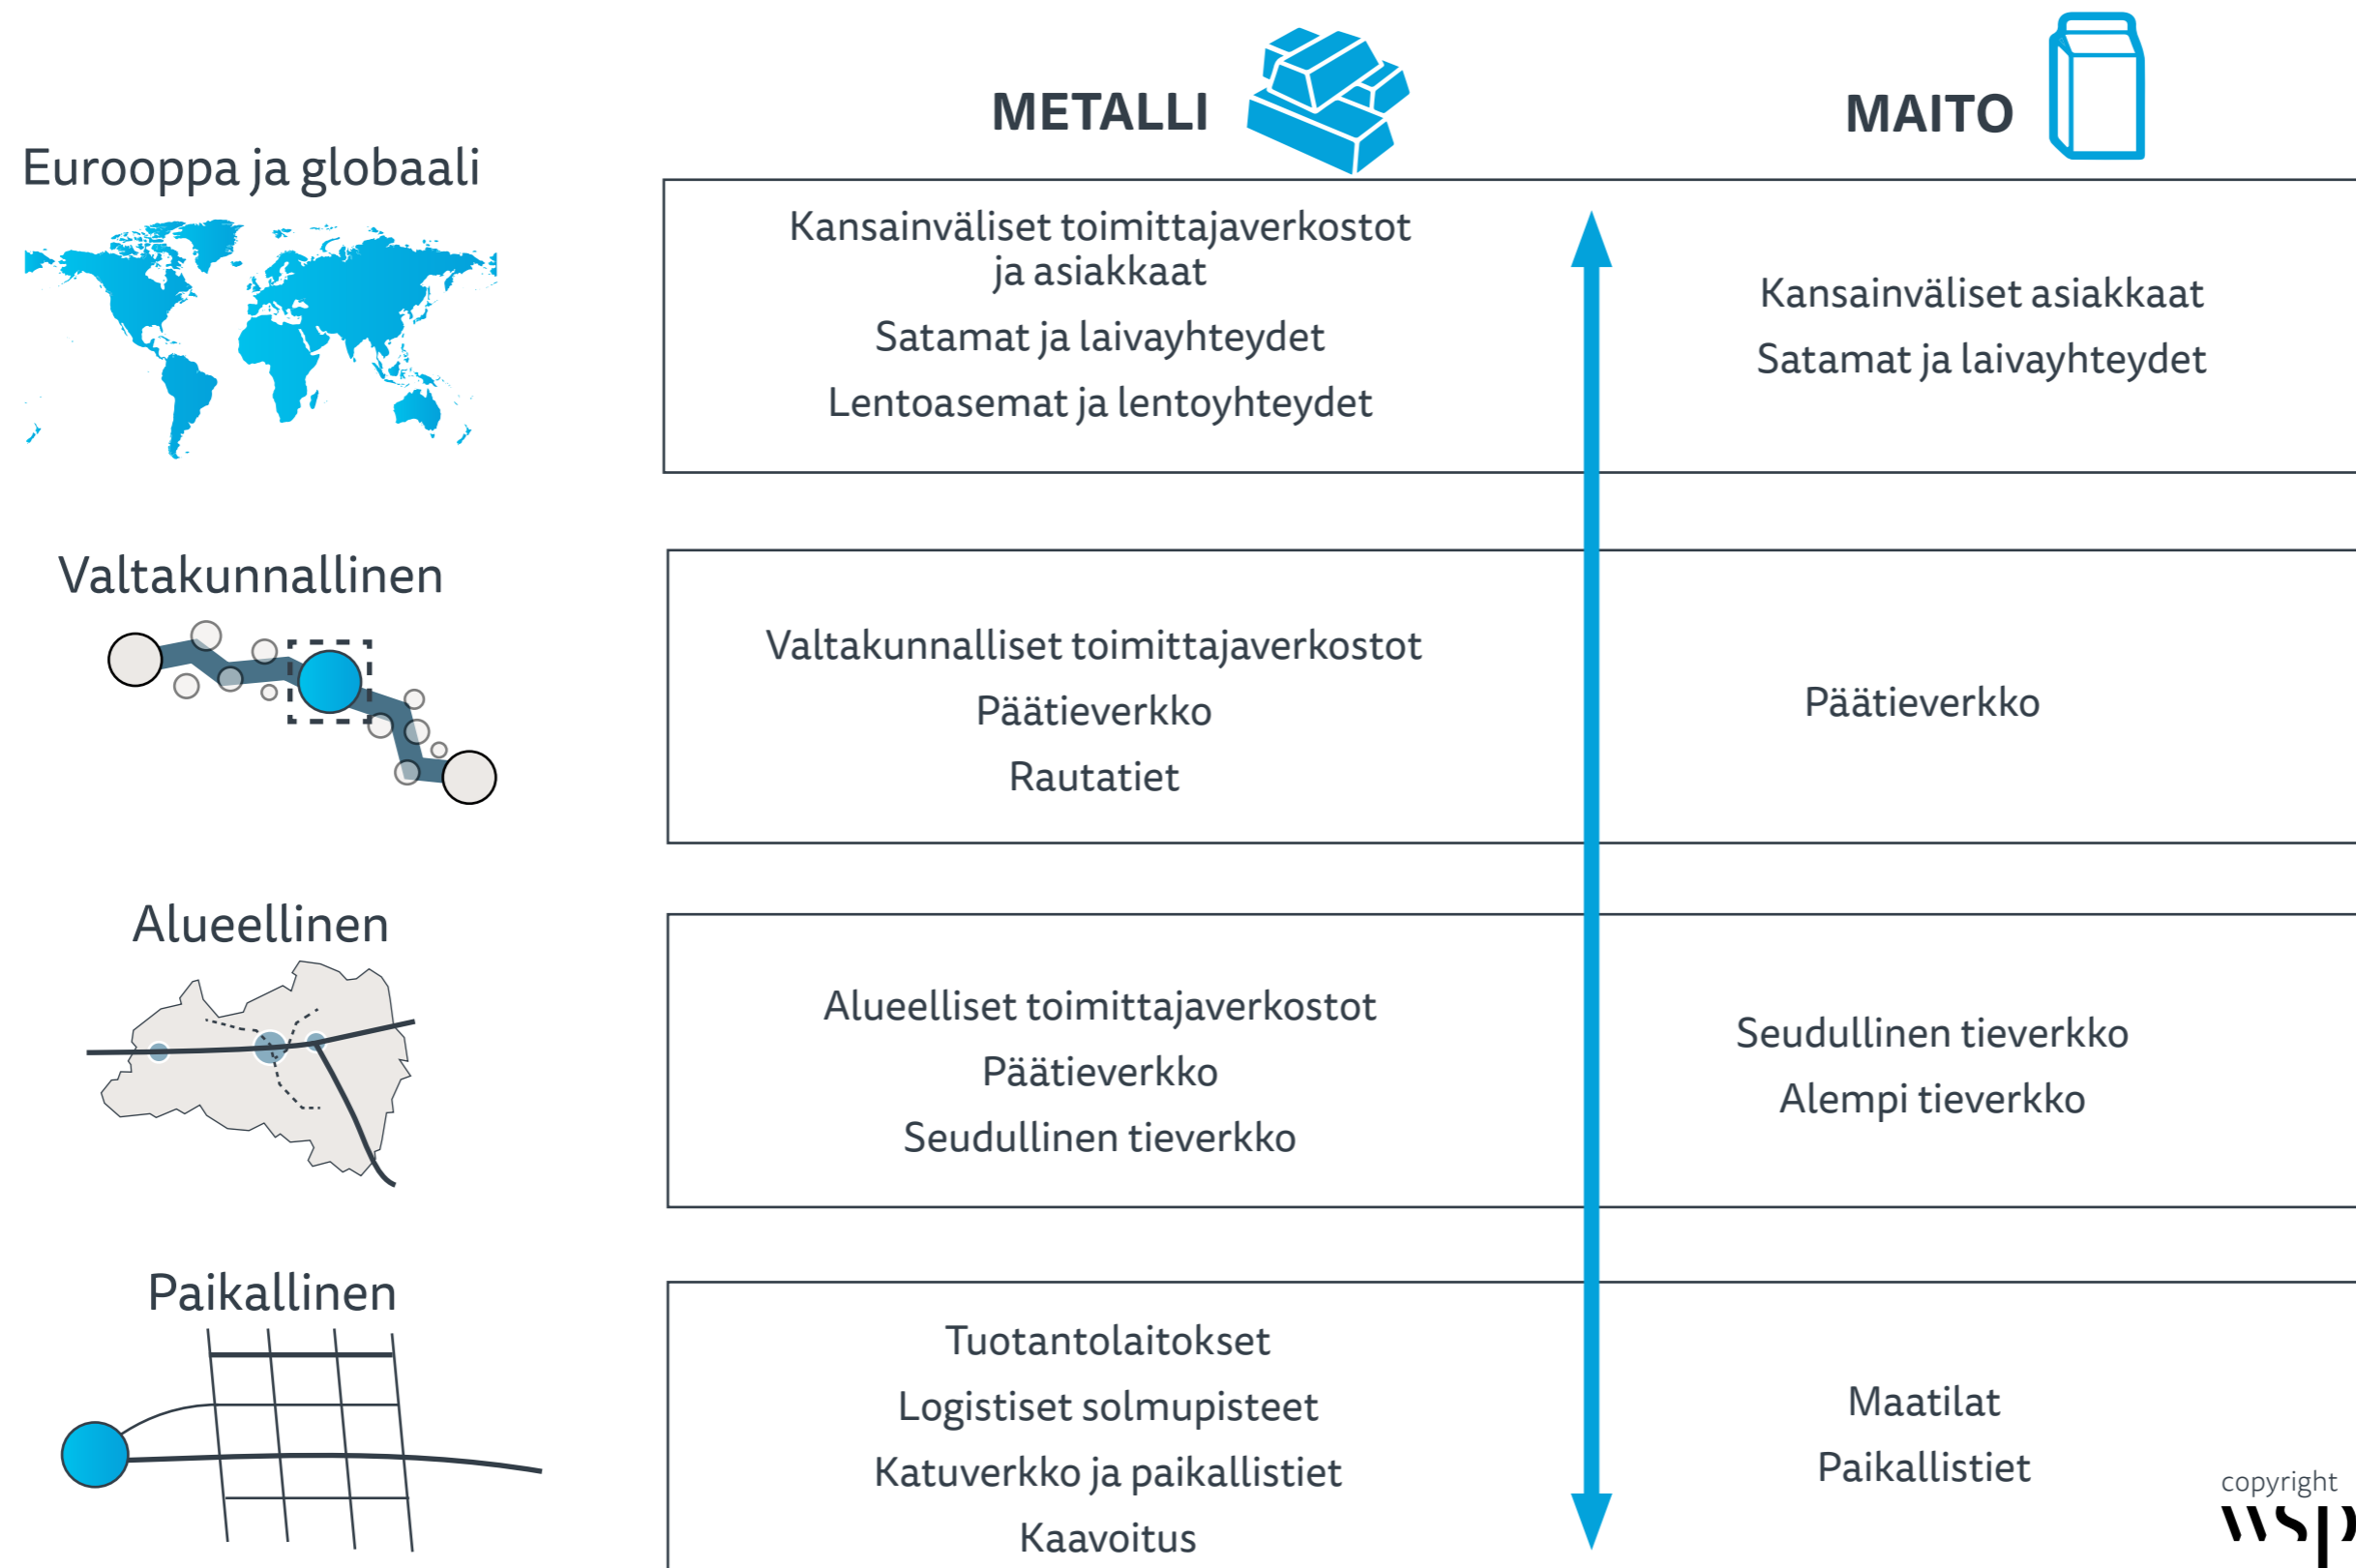 METALLI
MAITO
Eurooppa ja globaali
Kansainväliset toimittajaverkostot
ja asiakkaat
Satamat ja laivayhteydet
Lentoasemat ja lentoyhteydet
Kansainväliset asiakkaat
Satamat ja laivayhteydet
Valtakunnallinen
Valtakunnalliset toimittajaverkostot
Päätieverkko
Rautatiet
Päätieverkko
Alueellinen
Alueelliset toimittajaverkostot
Päätieverkko
Seudullinen tieverkko
Seudullinen tieverkko
Alempi tieverkko
Paikallinen
Tuotantolaitokset
Logistiset solmupisteet
Katuverkko ja paikallistiet
Kaavoitus
Maatilat
Paikallistiet
copyright
wsp